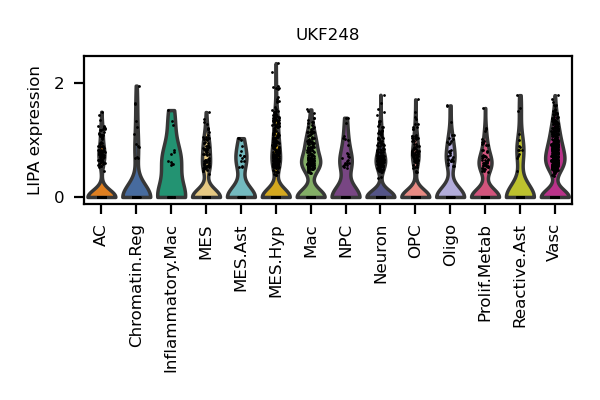 UKF248
LIPA expression
2
0
AC
Chromatin.Reg
Inflammatory.Mac
MES
MES.Ast
MES.Hyp
Mac
NPC
Neuron
OPC
Oligo
Prolif.Metab
Reactive.Ast
Vasc